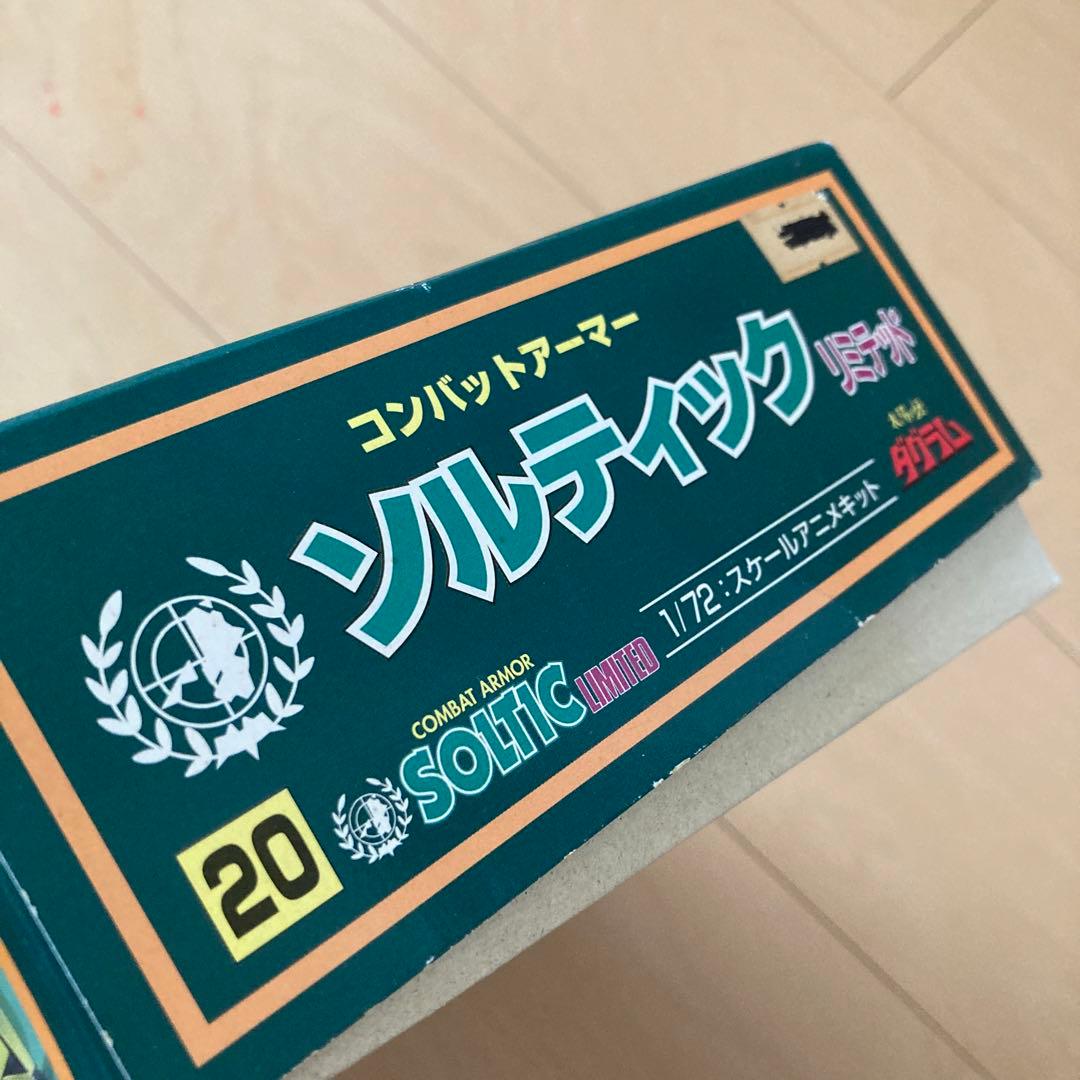 コンバットアーマー
ソルティック リミテッド
太陽の牙
ダグラム
1/72:スケールアニメキット
COMBAT ARMOR
SOLTIC LIMITED
20